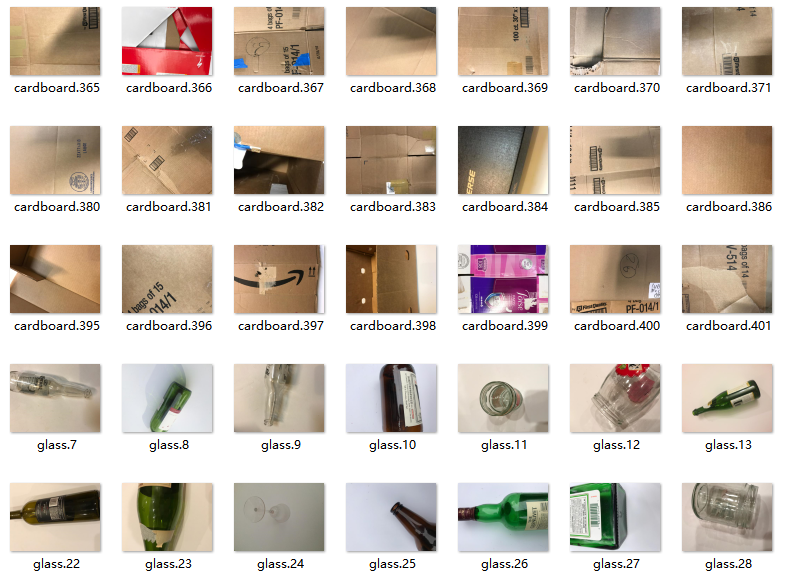 cardboard.365 cardboard.366 cardboard.367 cardboard.368 cardboard.369 cardboard.370 cardboard.371
cardboard.380 cardboard.381 cardboard.382 cardboard.383 cardboard.384 cardboard.385 cardboard.386
cardboard.395 cardboard.396 cardboard.397 cardboard.398 cardboard.399 cardboard.400 cardboard.401
glass.7 glass.8 glass.9 glass.10 glass.11 glass.12 glass.13
glass.22 glass.23 glass.24 glass.25 glass.26 glass.27 glass.28